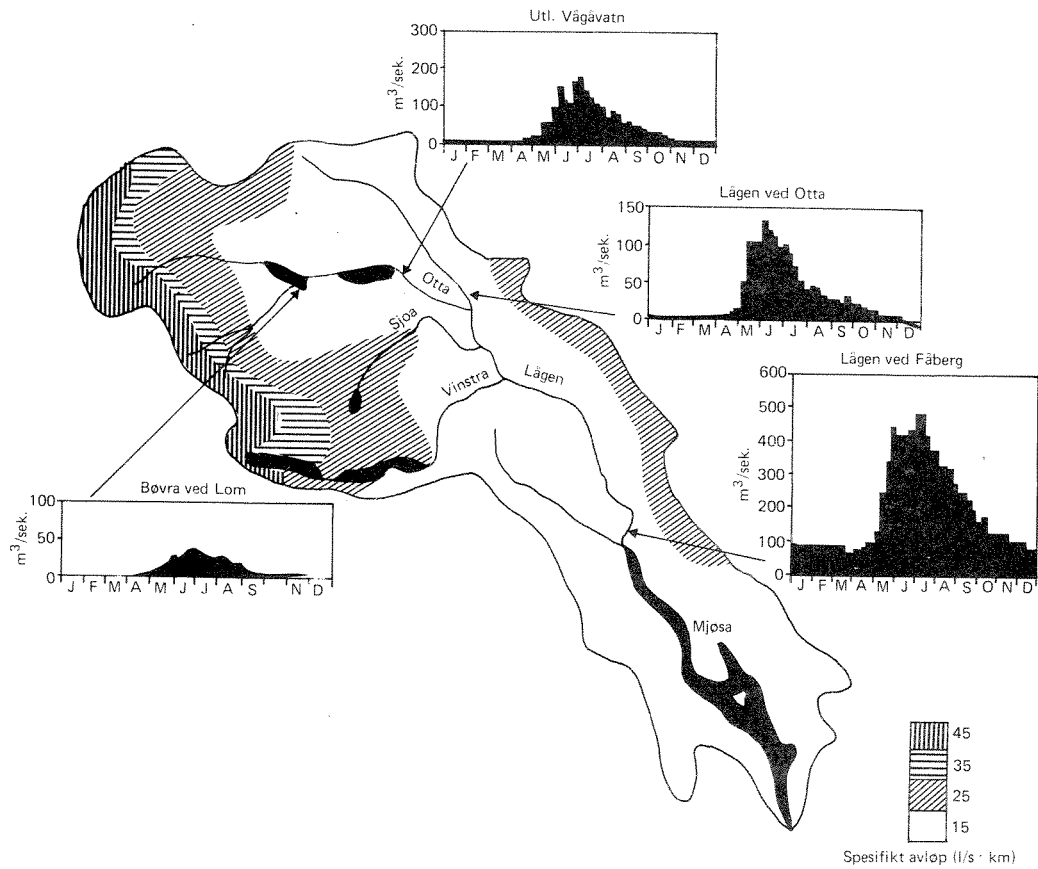 Utl. Vågåvatn
300
200
100
0
m³/sek.
J F M A M J J A S O N D
Lågen ved Otta
150
100
50
0
m³/sek.
J F M A M J J A S O N D
Otta
Sjoa
Vinstra
Lågen
Lågen ved Fåberg
600
500
400
300
200
100
0
m³/sek.
J F M A M J J A S O N D
Bøvra ved Lom
100
50
0
m³/sek.
J F M A M J J A S N D
Mjøsa
45
35
25
15
Spesifikt avløp (l/s · km)